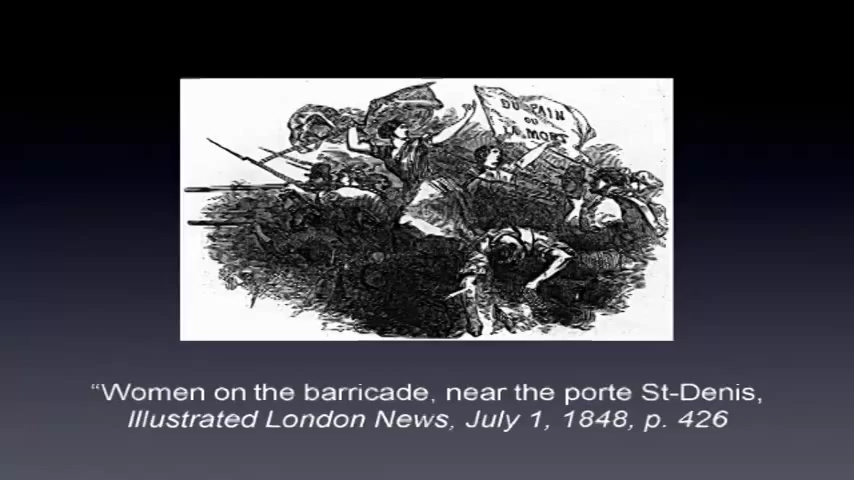 DU PAIN
OU
LA MORT
“Women on the barricade, near the porte St-Denis,
Illustrated London News, July 1, 1848, p. 426